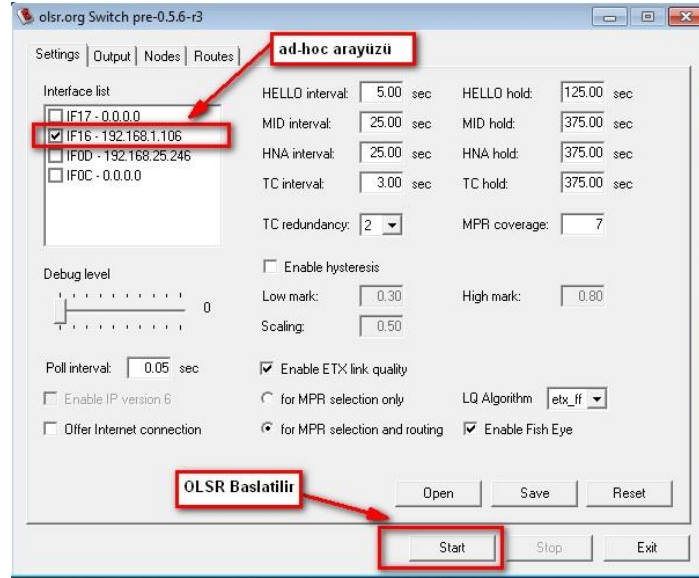 olsr.org Switch pre-0.5.6-r3
ad-hoc arayüzü
Settings Output Nodes Routes
Interface list
IF17 - 0.0.0.0
IF16 - 192.168.1.106
IF0D - 192.168.25.246
IF0C - 0.0.0.0
HELLO interval: 5.00 sec HELLO hold: 125.00 sec
MID interval: 25.00 sec MID hold: 375.00 sec
HNA interval: 25.00 sec HNA hold: 375.00 sec
TC interval: 3.00 sec TC hold: 375.00 sec
TC redundancy: 2 MPR coverage: 7
Debug level
0
Enable hysteresis
Low mark: 0.30 High mark: 0.80
Scaling: 0.50
Poll interval: 0.05 sec
Enable IP version 6
Offer Internet connection
Enable ETX link quality
for MPR selection only LQ Algorithm etx_ff
for MPR selection and routing Enable Fish Eye
OLSR Baslatilir
Open Save Reset
Start Stop Exit